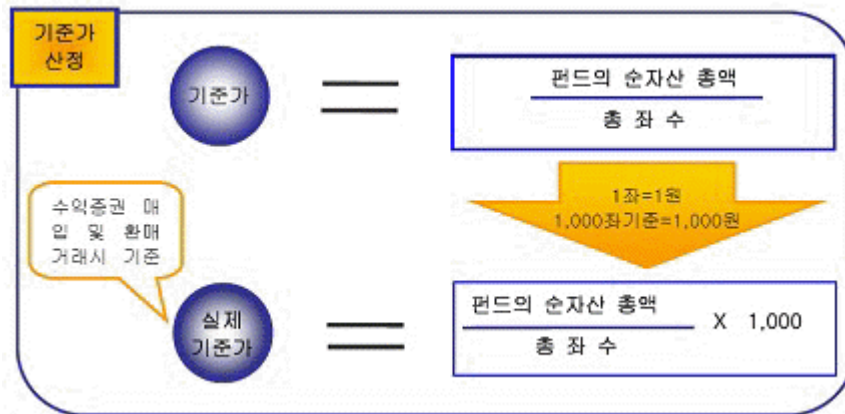 기준가
산정
기준가
펀드의 순자산 총액
총 좌 수
1좌=1원
1,000좌기준=1,000원
수익증권 매
입 및 환매
거래시 기준
실제
기준가
펀드의 순자산 총액
총 좌 수
X 1,000